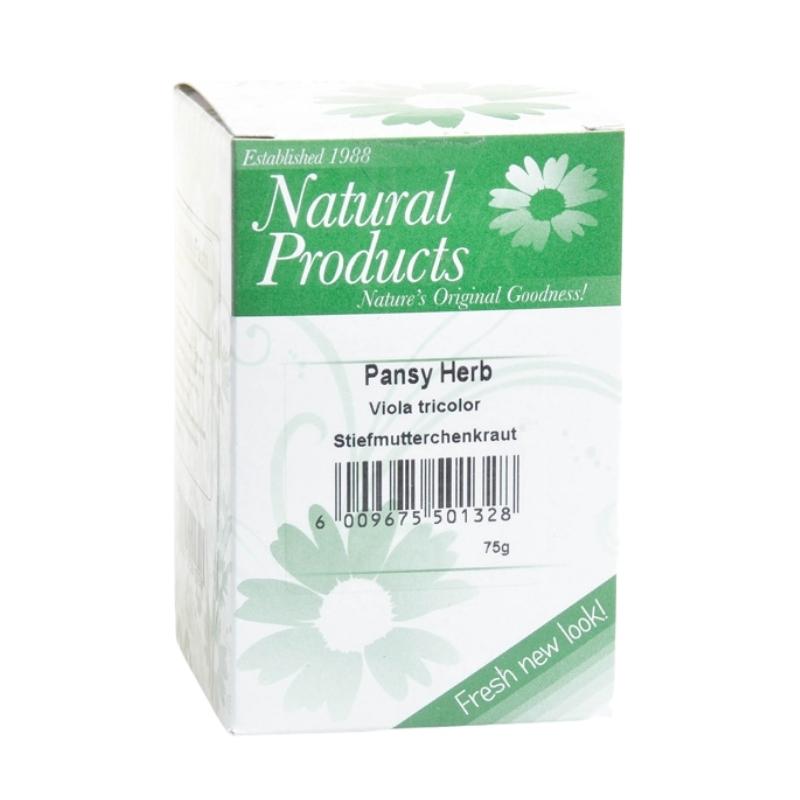 Established 1988
Natural
Products
Nature's Original Goodness!
Pansy Herb
Viola tricolor
Stiefmutterchenkraut
6 009675 501328
75g
Fresh new look!